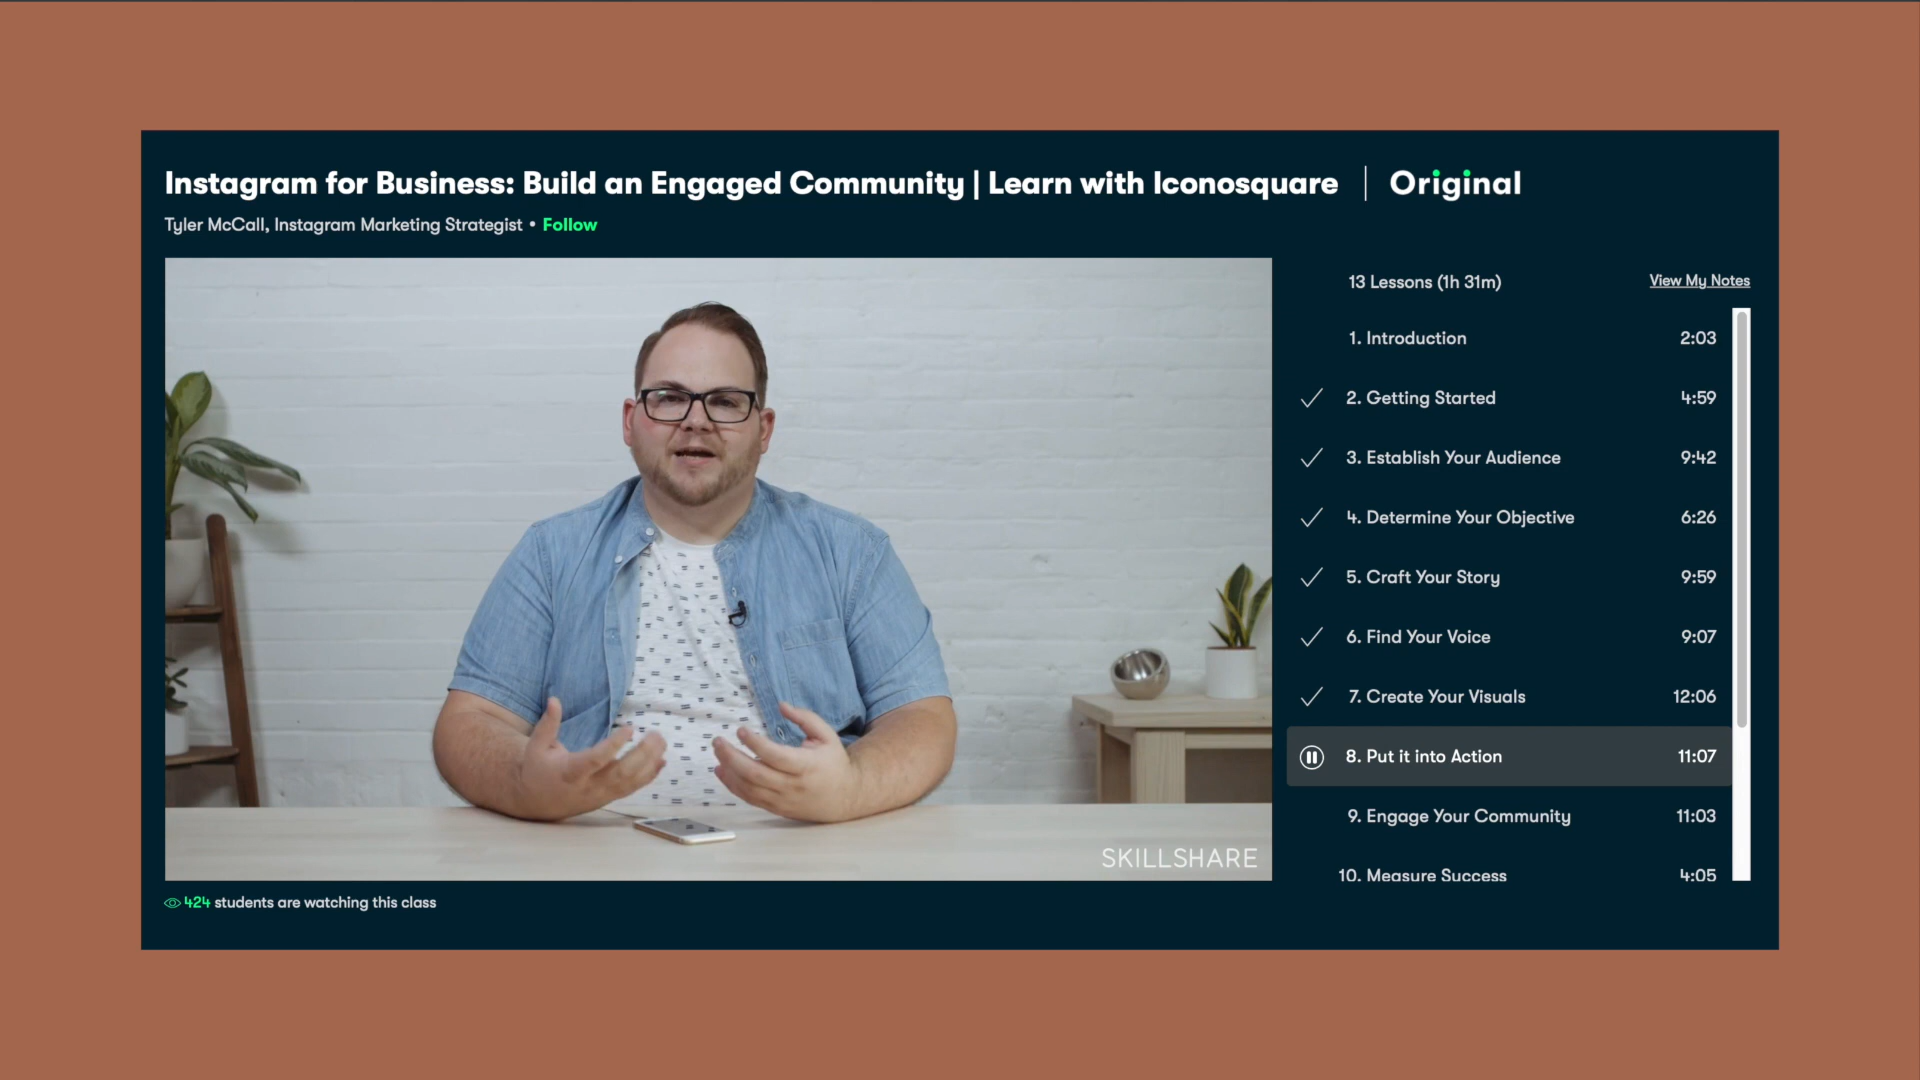 Instagram for Business: Build an Engaged Community | Learn with Iconosquare | Original
Tyler McCall, Instagram Marketing Strategist • Follow
13 Lessons (1h 31m) View My Notes
1. Introduction 2:03
2. Getting Started 4:59
3. Establish Your Audience 9:42
4. Determine Your Objective 6:26
5. Craft Your Story 9:59
6. Find Your Voice 9:07
7. Create Your Visuals 12:06
8. Put it into Action 11:07
9. Engage Your Community 11:03
10. Measure Success 4:05
SKILLSHARE
424 students are watching this class